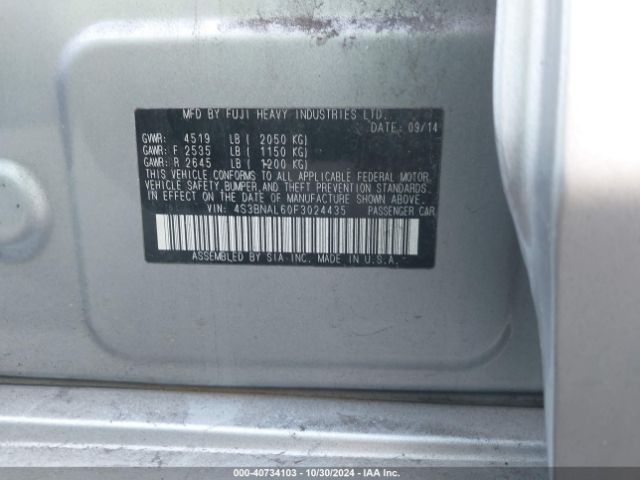 MFD BY FUJI HEAVY INDUSTRIES LTD.
DATE: 09/14
GVWR: 4519 LB ( 2050 KG)
GAWR: F 2535 LB ( 1150 KG)
GAWR: R 2645 LB ( 1200 KG)
THIS VEHICLE CONFORMS TO ALL APPLICABLE FEDERAL MOTOR
VEHICLE SAFETY, BUMPER, AND THEFT PREVENTION STANDARDS
IN EFFECT ON THE DATE OF MANUFACTURE SHOWN ABOVE.
VIN: 4S3BNAL60F3024435 PASSENGER CAR
ASSEMBLED BY SIA INC. MADE IN U.S.A.
000-40734103 - 10/30/2024 - IAA Inc.